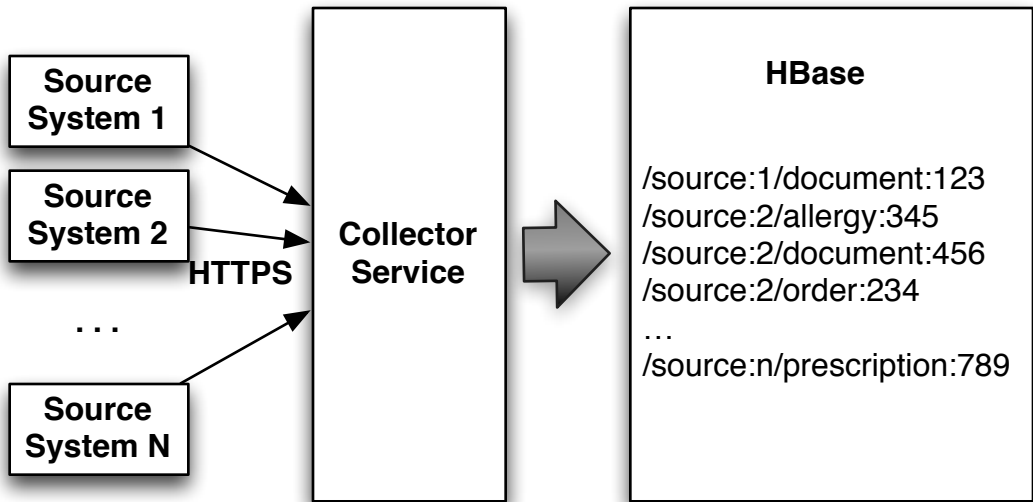 Source
System 1
Source
System 2
HTTPS
. . .
Source
System N
Collector
Service
HBase
/source:1/document:123
/source:2/allergy:345
/source:2/document:456
/source:2/order:234
…
/source:n/prescription:789